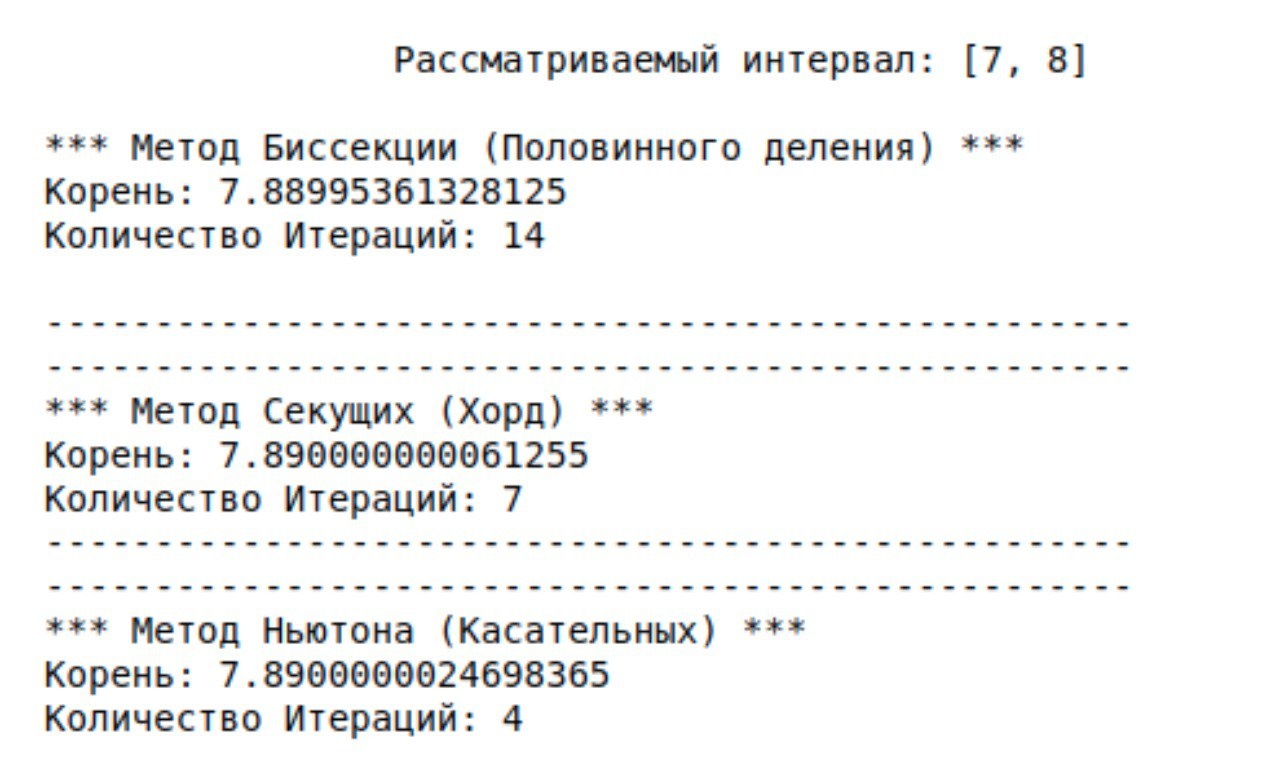 Рассматриваемый интервал: [7, 8]
*** Метод Биссекции (Половинного деления) ***
Корень: 7.88995361328125
Количество Итераций: 14
--------------------------------------------------
--------------------------------------------------
*** Метод Секущих (Хорд) ***
Корень: 7.890000000061255
Количество Итераций: 7
--------------------------------------------------
--------------------------------------------------
*** Метод Ньютона (Касательных) ***
Корень: 7.8900000024698365
Количество Итераций: 4